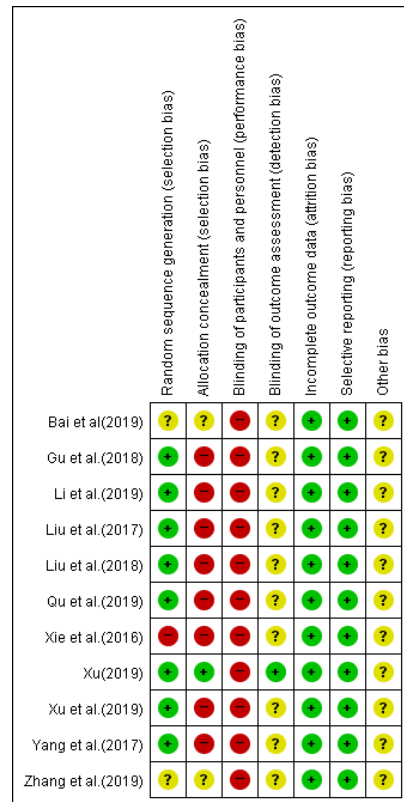 Random sequence generation (selection bias)
Allocation concealment (selection bias)
Blinding of participants and personnel (performance bias)
Blinding of outcome assessment (detection bias)
Incomplete outcome data (attrition bias)
Selective reporting (reporting bias)
Other bias
Bai et al(2019) ? ? − ? + + ?
Gu et al.(2018) + − − ? + + ?
Li et al.(2019) + − − ? + + ?
Liu et al.(2017) + − − ? + + ?
Liu et al.(2018) + − − ? + + ?
Qu et al.(2019) + − − ? + + ?
Xie et al.(2016) − − − ? + + ?
Xu(2019) + + − + + + ?
Xu et al.(2019) + − − ? + + ?
Yang et al.(2017) + − − ? + + ?
Zhang et al.(2019) ? ? − ? + + ?